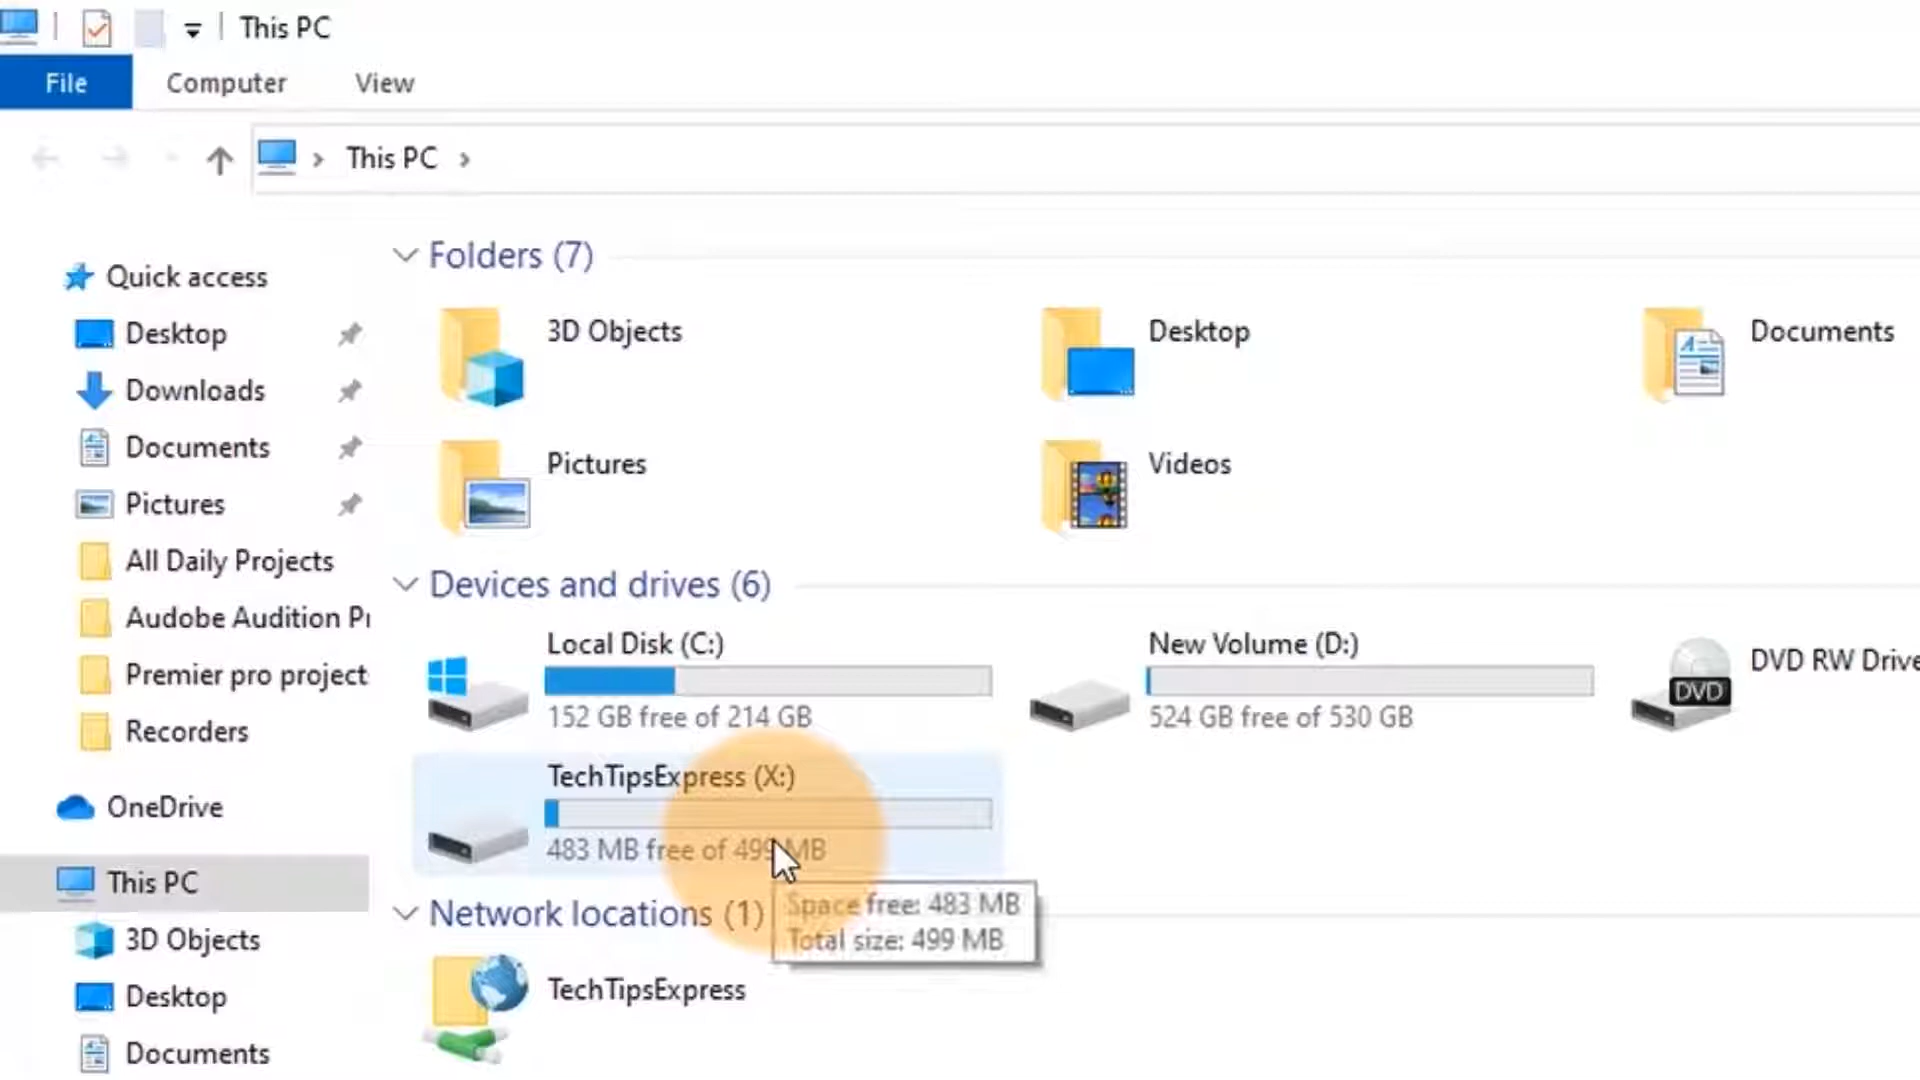 This PC
File Computer View
This PC
Folders (7)
Quick access
3D Objects Desktop Documents
Desktop
Downloads
Documents
Pictures Videos
Pictures
All Daily Projects
Devices and drives (6)
Audobe Audition Pr
Local Disk (C:) New Volume (D:) DVD RW Drive
Premier pro project
DVD
152 GB free of 214 GB 524 GB free of 530 GB
Recorders
TechTipsExpress (X:)
OneDrive
483 MB free of 499 MB
This PC
Space free: 483 MB
Network locations (1)
Total size: 499 MB
3D Objects
TechTipsExpress
Desktop
Documents